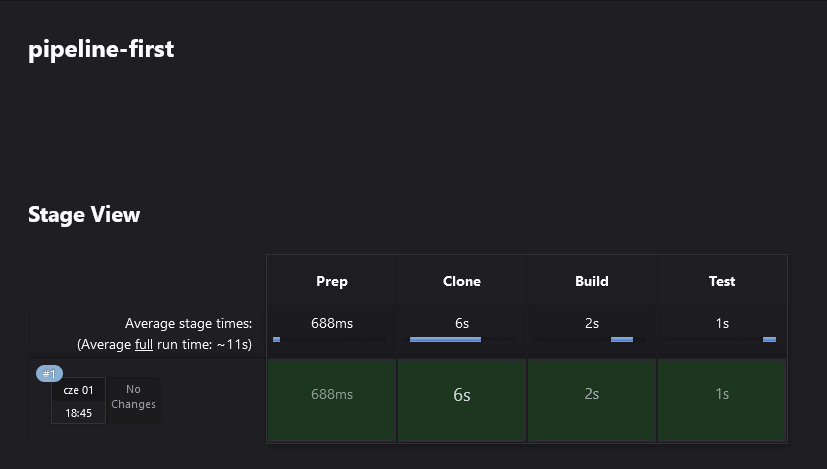 pipeline-first
Stage View
Prep Clone Build Test
Average stage times: 688ms 6s 2s 1s
(Average full run time: ~11s)
#1
cze 01
18:45
No
Changes
688ms 6s 2s 1s